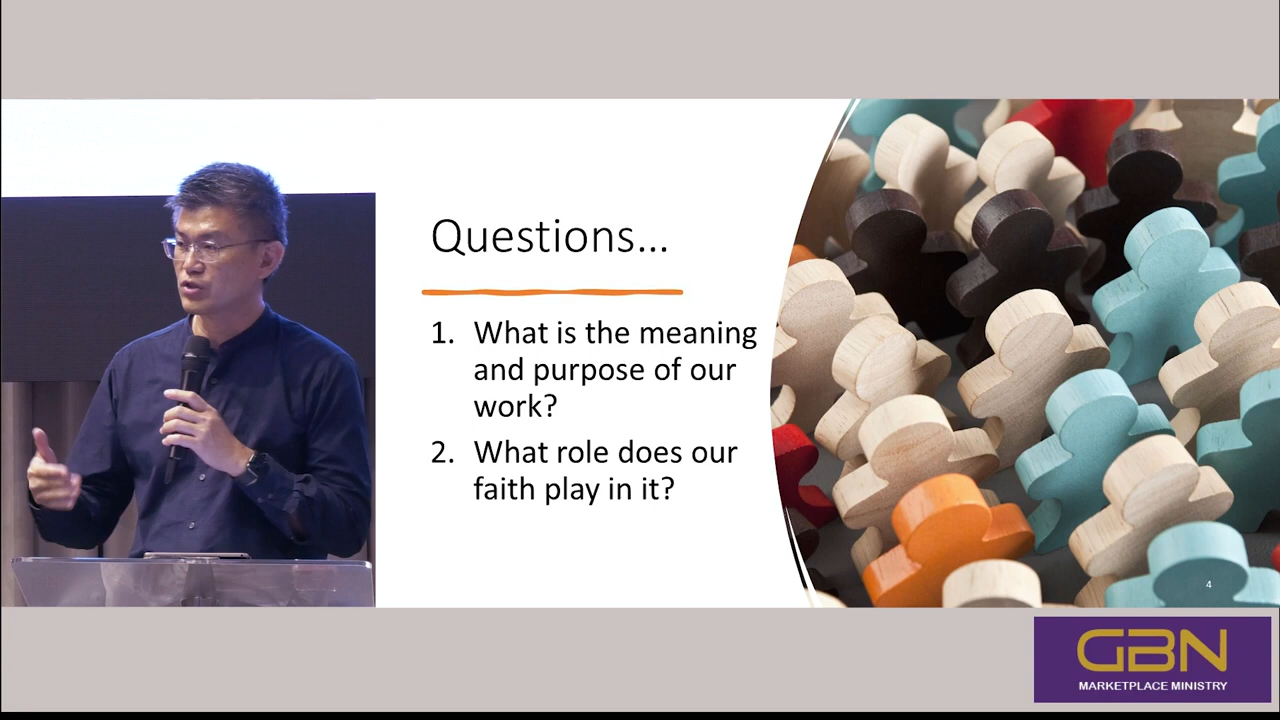 Questions...
1. What is the meaning
and purpose of our
work?
2. What role does our
faith play in it?
4
GBN
MARKETPLACE MINISTRY